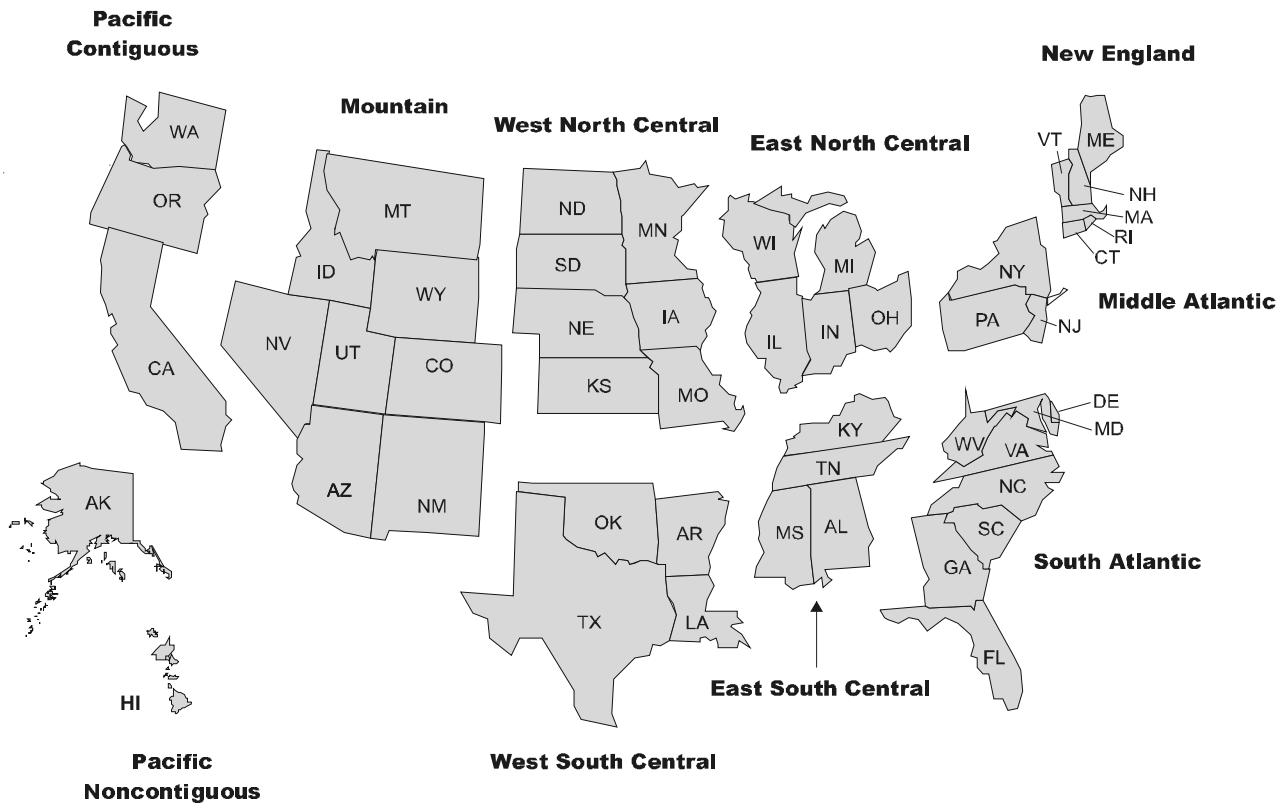 Pacific
Contiguous
WA
OR
CA
Mountain
MT
ID
WY
NV
UT
CO
AZ
NM
West North Central
ND
MN
SD
NE
IA
KS
MO
East North Central
WI
MI
IL
IN
OH
New England
ME
VT
NH
MA
RI
CT
Middle Atlantic
NY
PA
NJ
South Atlantic
DE
MD
WV
VA
NC
SC
GA
FL
East South Central
KY
TN
MS
AL
West South Central
OK
AR
TX
LA
AK
HI
Pacific
Noncontiguous